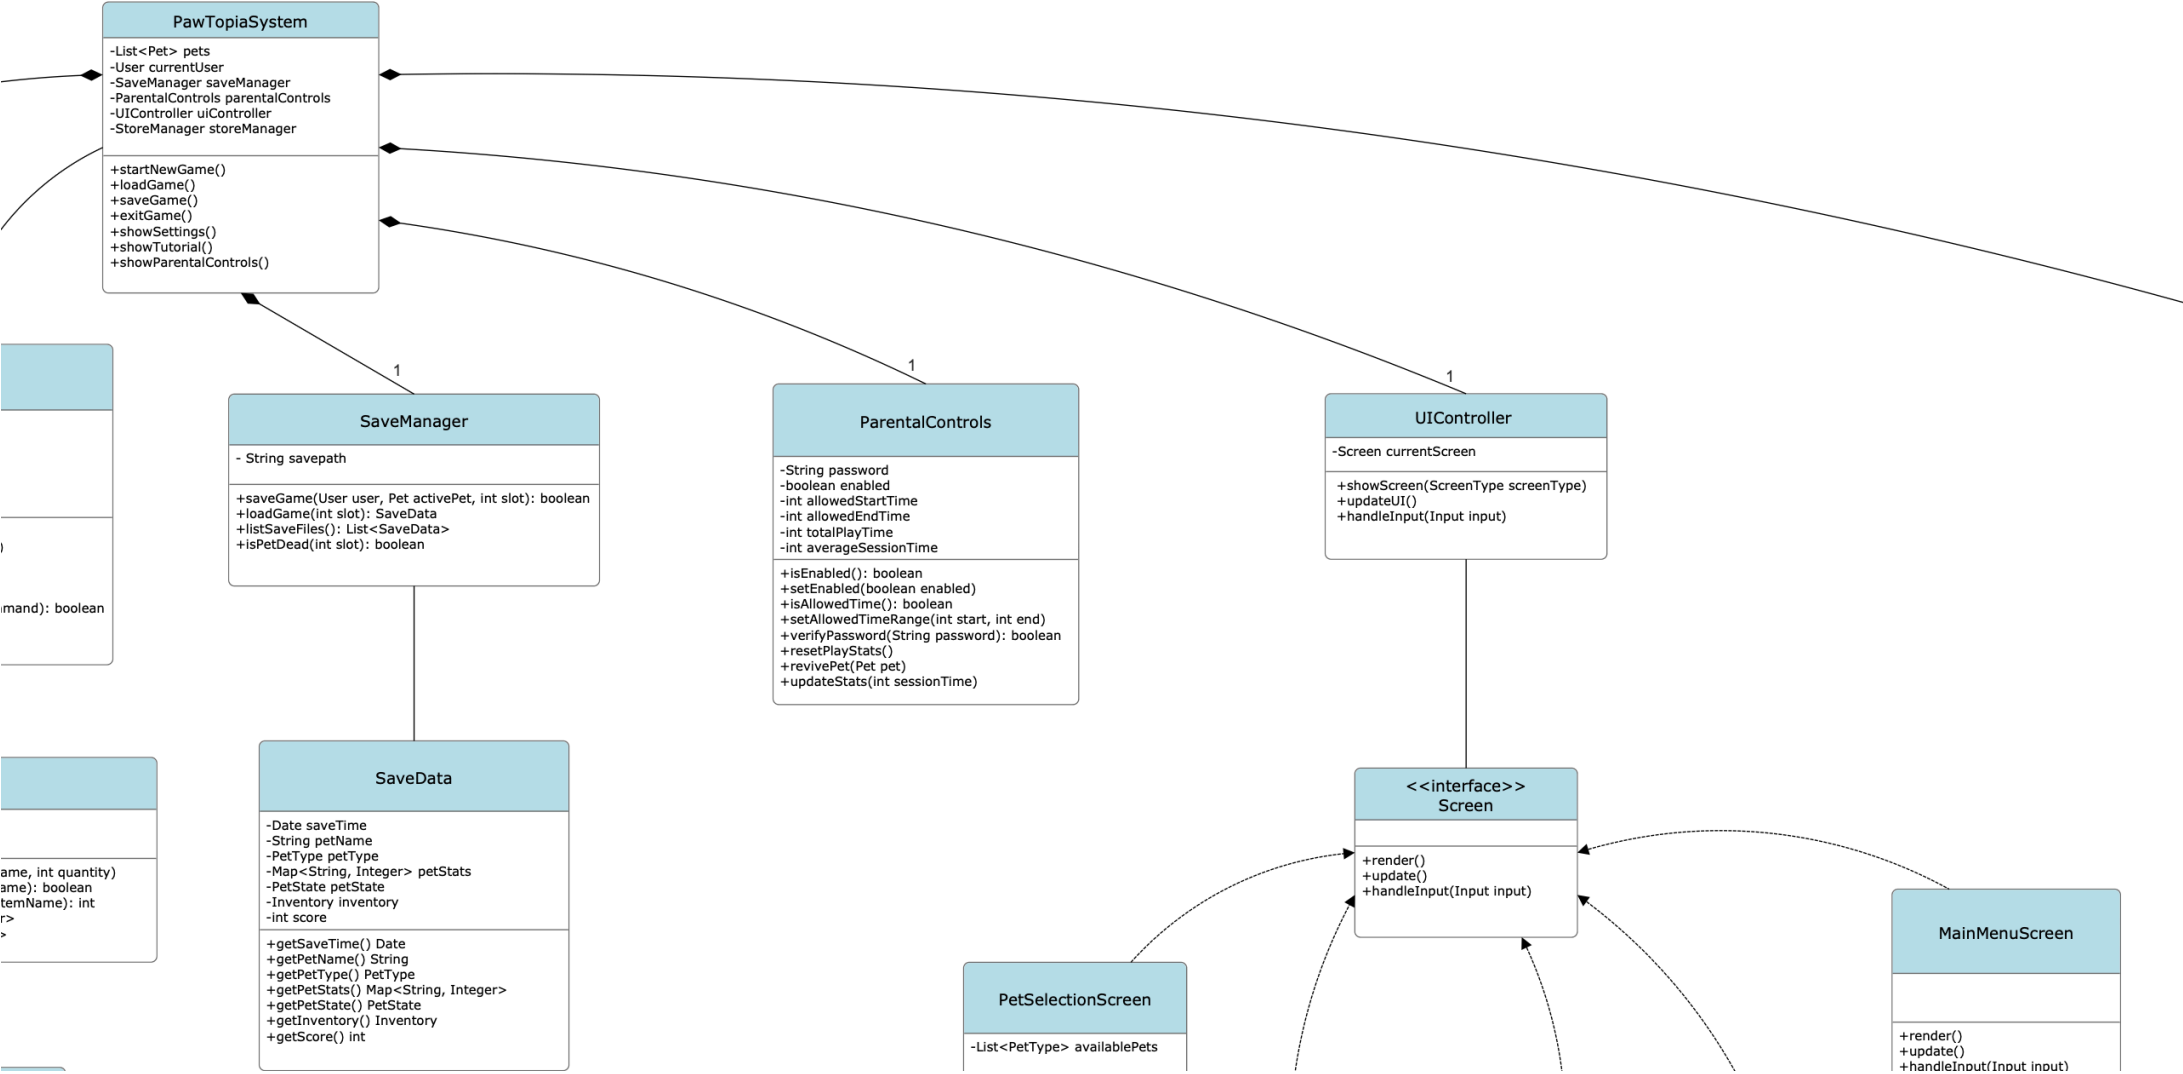 PawTopiaSystem
-List<Pet> pets
-User currentUser
-SaveManager saveManager
-ParentalControls parentalControls
-UIController uiController
-StoreManager storeManager
+startNewGame()
+loadGame()
+saveGame()
+exitGame()
+showSettings()
+showTutorial()
+showParentalControls()
1
1
1
)
mand): boolean
SaveManager
- String savepath
+saveGame(User user, Pet activePet, int slot): boolean
+loadGame(int slot): SaveData
+listSaveFiles(): List<SaveData>
+isPetDead(int slot): boolean
ParentalControls
-String password
-boolean enabled
-int allowedStartTime
-int allowedEndTime
-int totalPlayTime
-int averageSessionTime
+isEnabled(): boolean
+setEnabled(boolean enabled)
+isAllowedTime(): boolean
+setAllowedTimeRange(int start, int end)
+verifyPassword(String password): boolean
+resetPlayStats()
+revivePet(Pet pet)
+updateStats(int sessionTime)
UIController
-Screen currentScreen
+showScreen(ScreenType screenType)
+updateUI()
+handleInput(Input input)
ame, int quantity)
ame): boolean
temName): int
r>
>
SaveData
-Date saveTime
-String petName
-PetType petType
-Map<String, Integer> petStats
-PetState petState
-Inventory inventory
-int score
+getSaveTime() Date
+getPetName() String
+getPetType() PetType
+getPetStats() Map<String, Integer>
+getPetState() PetState
+getInventory() Inventory
+getScore() int
<<interface>>
Screen
+render()
+update()
+handleInput(Input input)
PetSelectionScreen
-List<PetType> availablePets
MainMenuScreen
+render()
+update()
+handleInput(Input input)